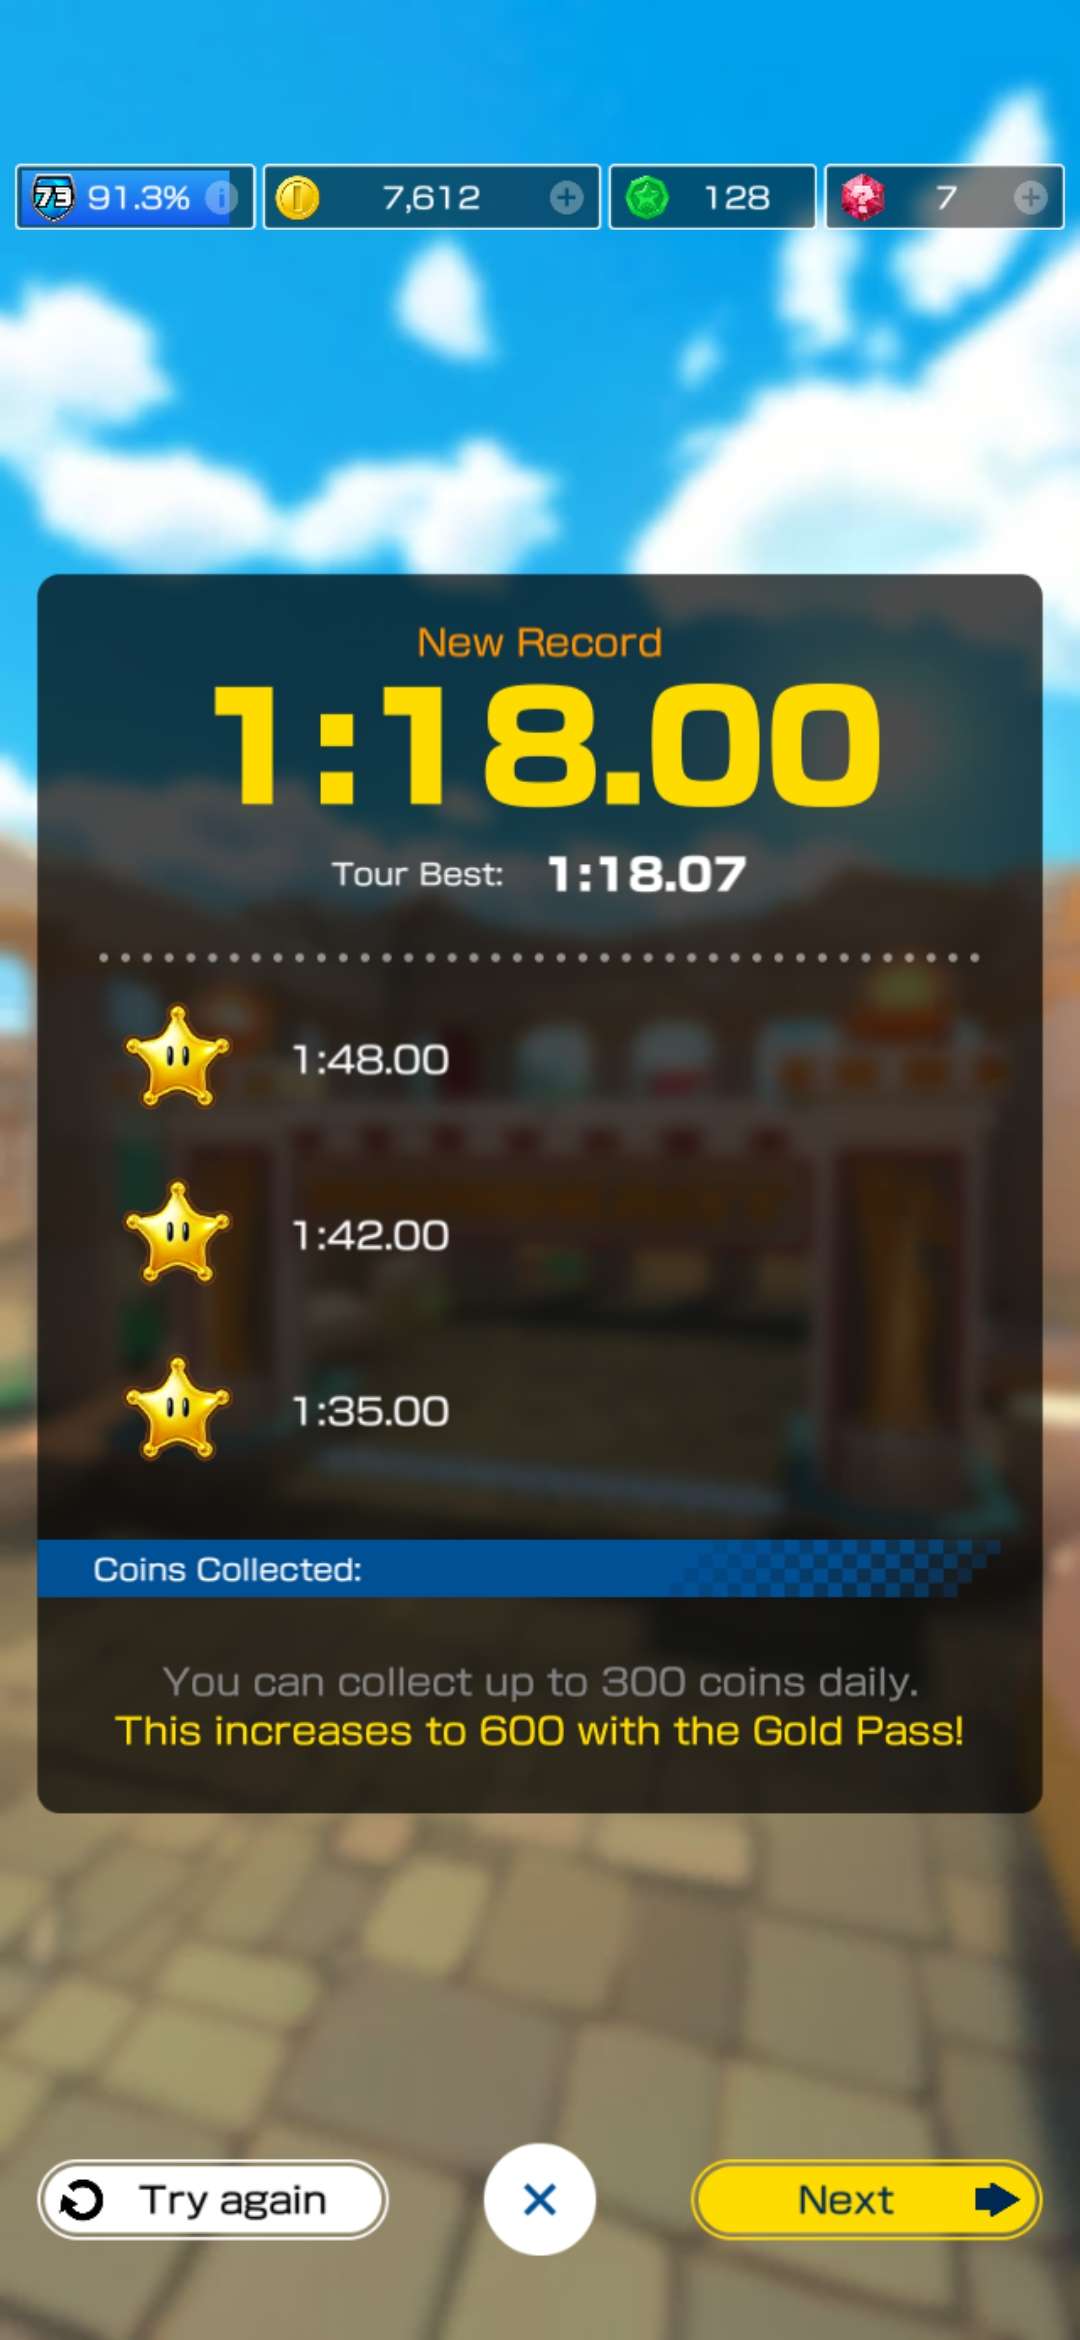 73 91.3% i 7,612 + 128 ? 7 +
New Record
1:18.00
Tour Best: 1:18.07
1:48.00
1:42.00
1:35.00
Coins Collected:
You can collect up to 300 coins daily.
This increases to 600 with the Gold Pass!
Try again × Next